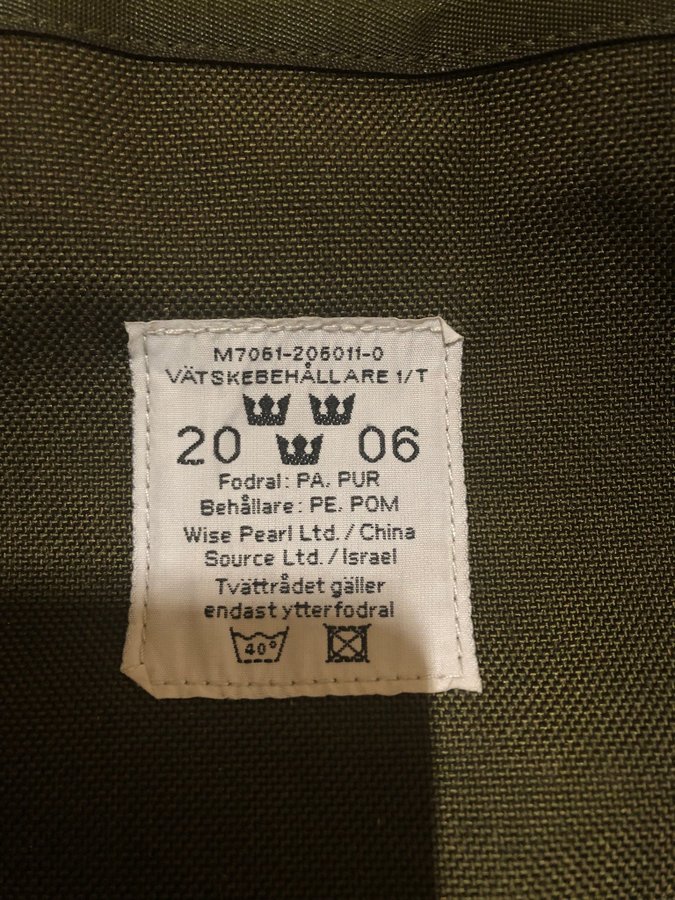 M7061-206011-0
VÄTSKEBEHÅLLARE 1/T
20 06
Fodral: PA, PUR
Behållare: PE, POM
Wise Pearl Ltd./China
Source Ltd./Israel
Tvättrådet gäller
endast ytterfodral
40°